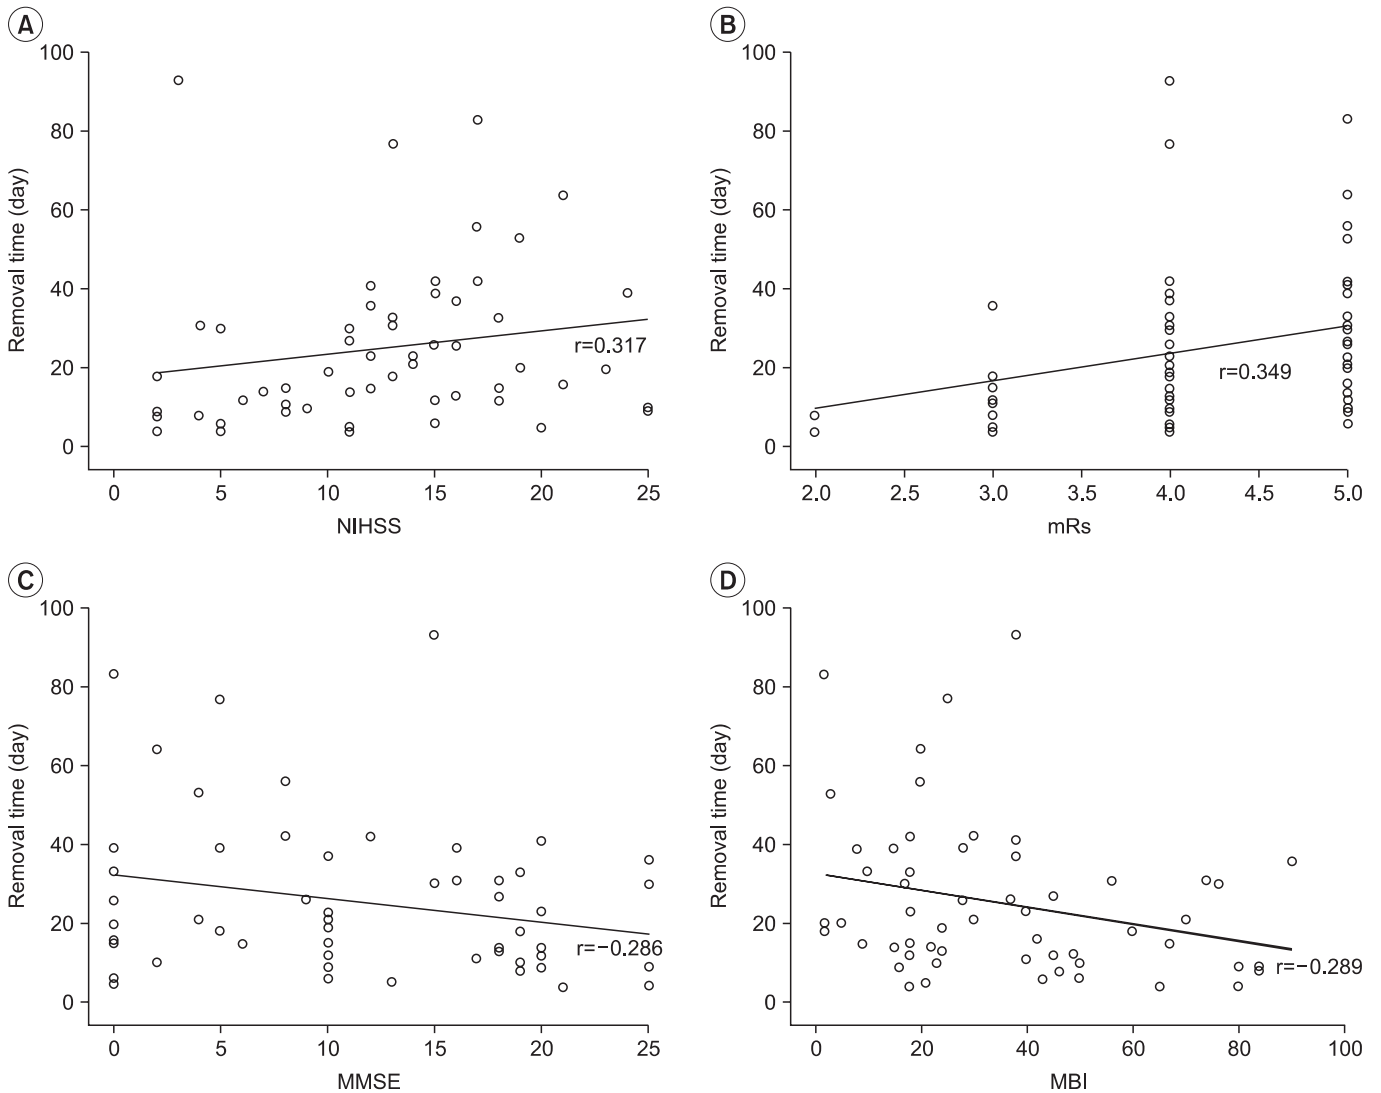 A
Removal time (day)
100
80
60
40
20
0
r=0.317
0 5 10 15 20 25
NIHSS
B
Removal time (day)
100
80
60
40
20
0
r=0.349
2.0 2.5 3.0 3.5 4.0 4.5 5.0
mRs
C
Removal time (day)
100
80
60
40
20
0
r=−0.286
0 5 10 15 20 25
MMSE
D
Removal time (day)
100
80
60
40
20
0
r=−0.289
0 20 40 60 80 100
MBI